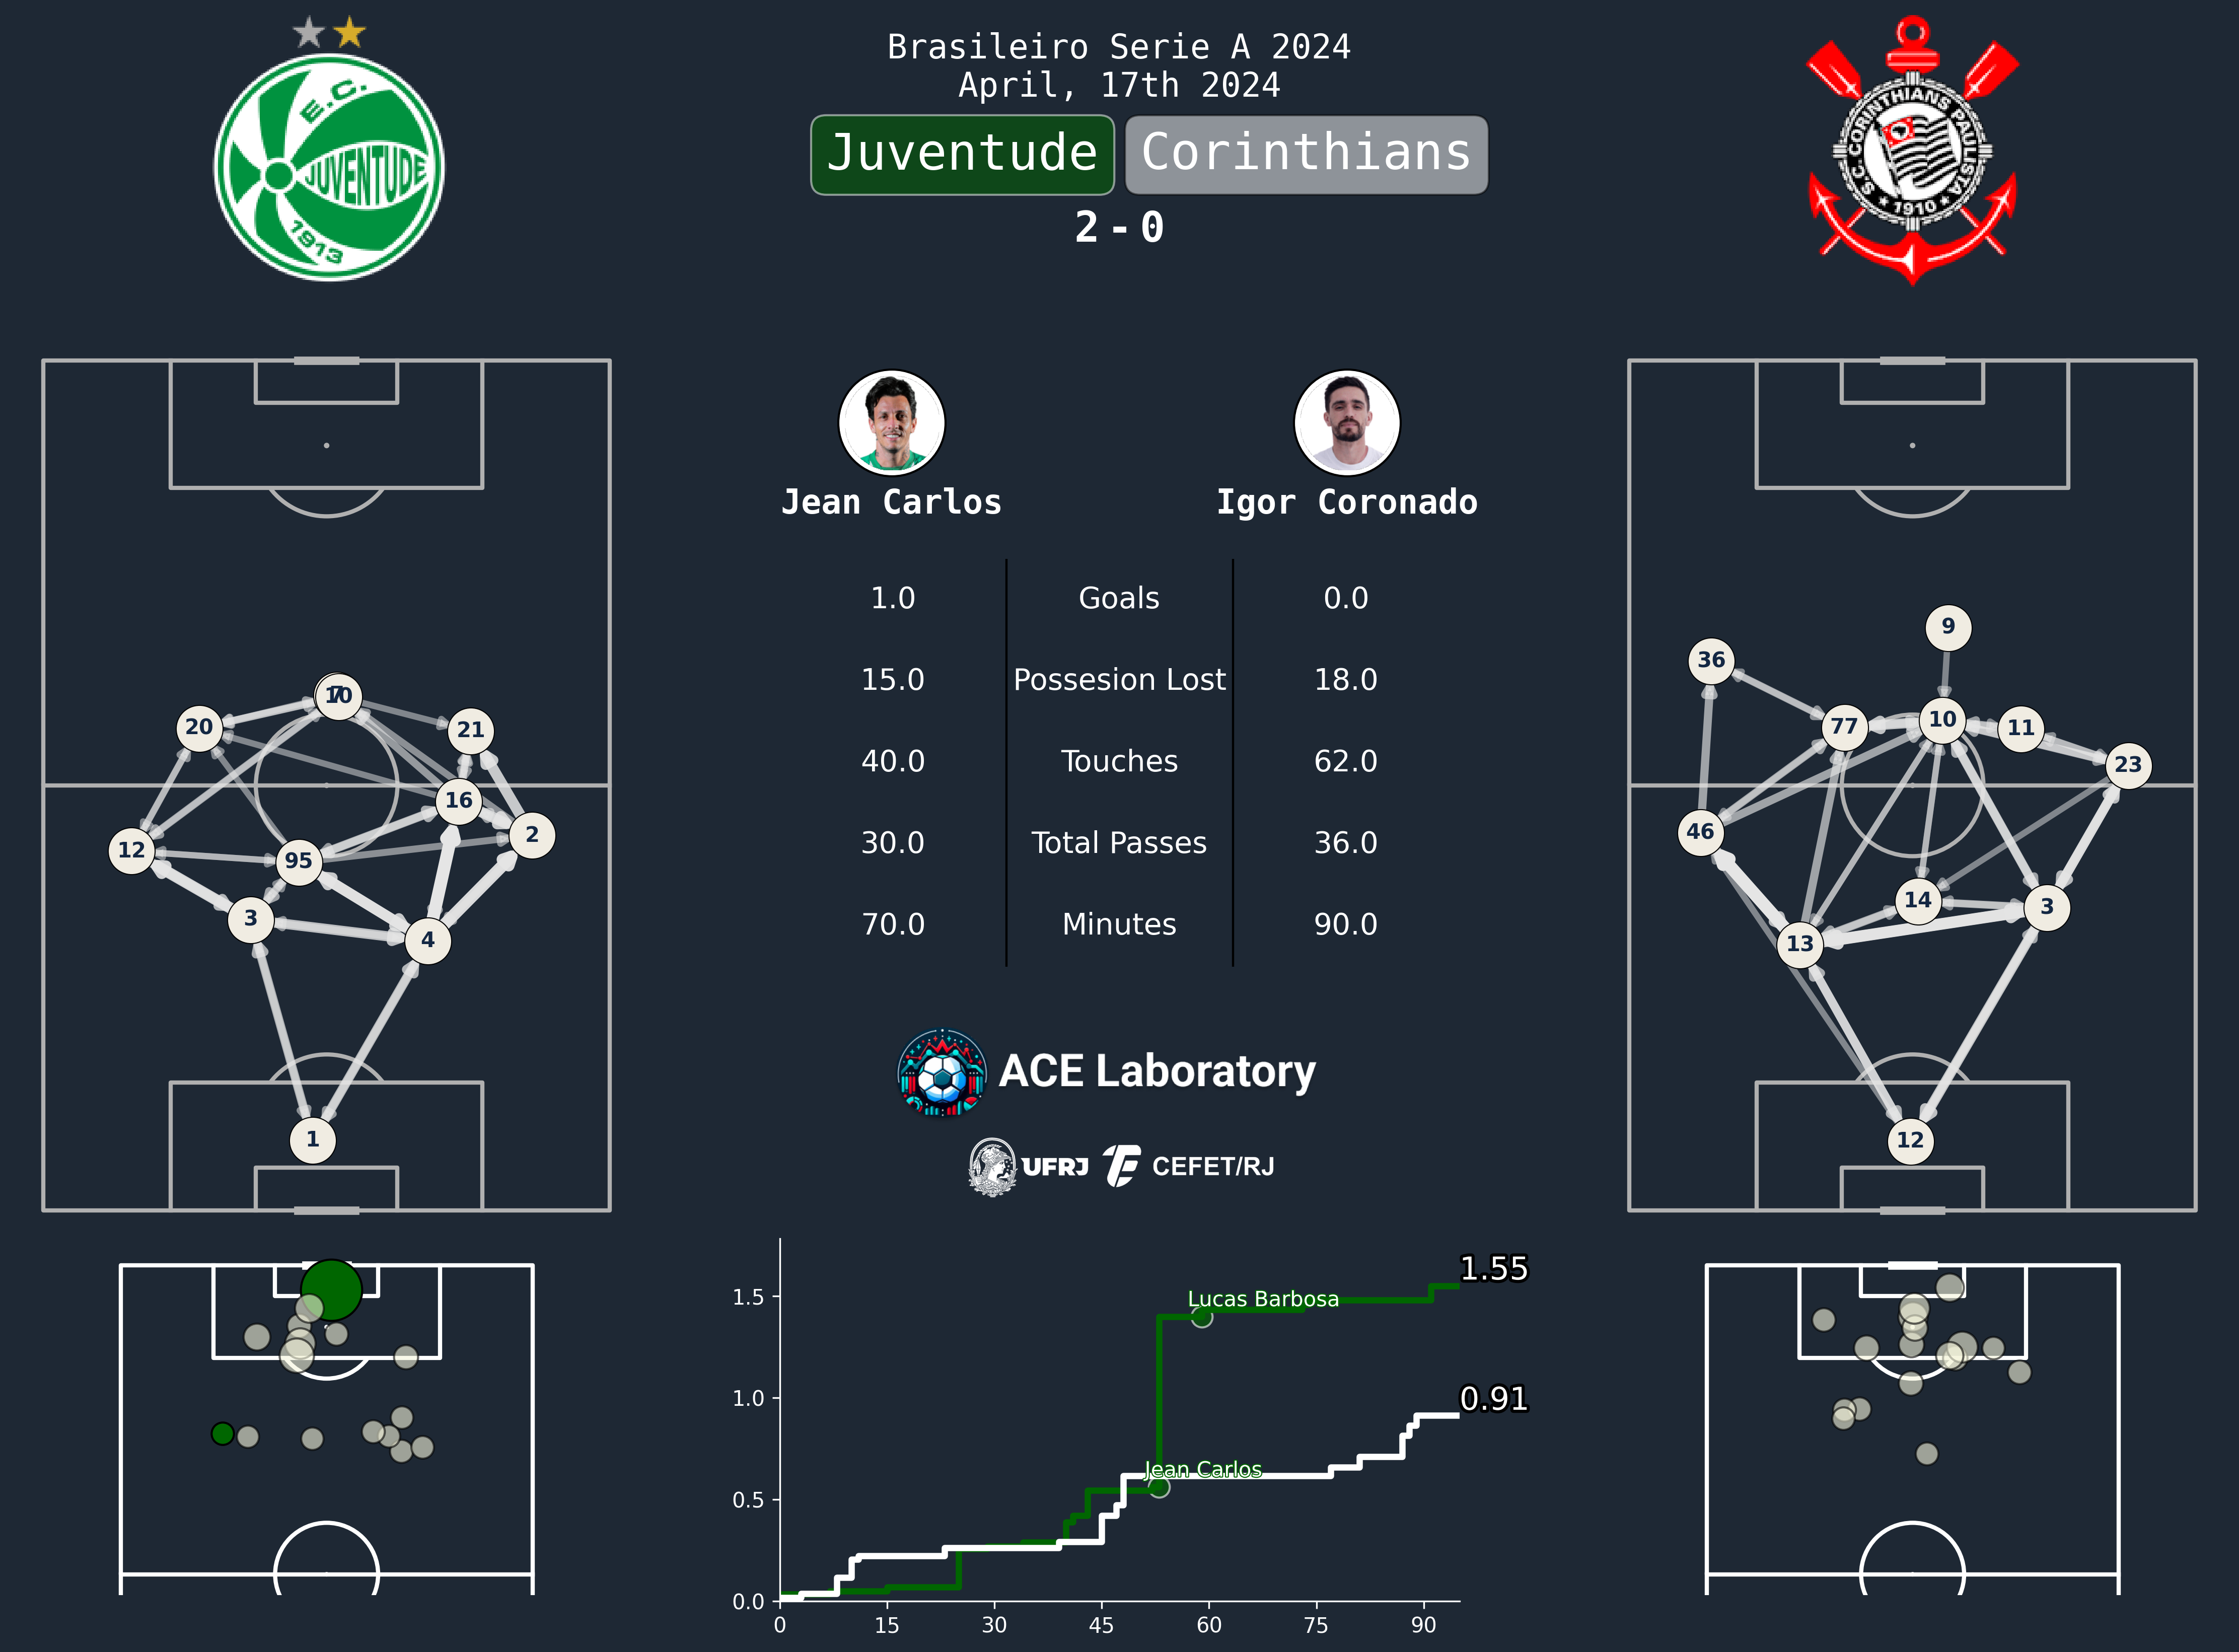 Brasileiro Serie A 2024
April, 17th 2024
Juventude Corinthians
2-0
E.C.
JUVENTUDE
1913
S.C. CORINTHIANS PAULISTA
1910
Jean Carlos Igor Coronado
1.0 Goals 0.0
15.0 Possesion Lost 18.0
40.0 Touches 62.0
30.0 Total Passes 36.0
70.0 Minutes 90.0
10
20
21
16
2
12
95
3
4
1
9
36
77
10
11
23
46
14
3
13
12
ACE Laboratory
UFRJ CEFET/RJ
1.55
Lucas Barbosa
0.91
Jean Carlos
1.5
1.0
0.5
0.0
0 15 30 45 60 75 90